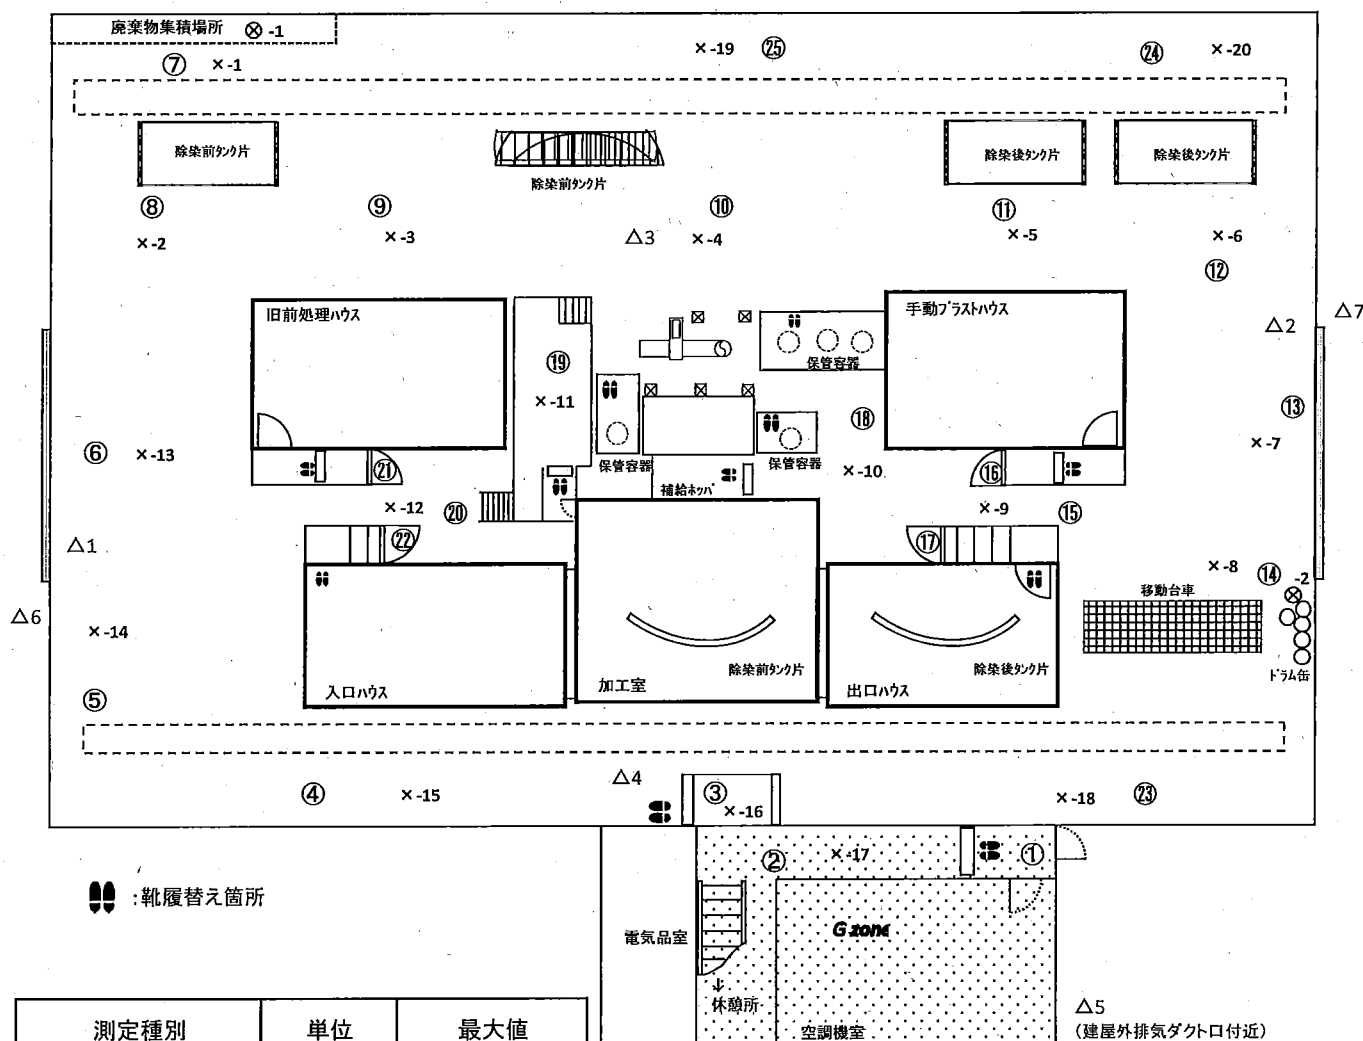 廃棄物集積場所 ⊗ -1
×-19 ㉕
㉔ ×-20
⑦ ×-1
除染前タンク片
除染前タンク片
除染後タンク片
除染後タンク片
⑧
⑨
⑩
⑪
×-2
×-3
△3
×-4
×-5
×-6
⑫
旧前処理ハウス
手動ブラストハウス
△7
△2
保管容器
⑲
×-11
⑱
⑬
×-7
⑥ ×-13
㉑
保管容器
保管容器
×-10
⑯
補給ホッパ
×-12
⑳
×-9
⑮
△1
㉒
⑰
×-8
⑭ -2
⊗
移動台車
△6
×-14
ドラム缶
入口ハウス
加工室
除染前タンク片
出口ハウス
除染後タンク片
⑤
④
×-15
△4
③
×-16
×-18
㉓
②
×-17
①
:靴履替え箇所
電気品室
G zone
休憩所
空調機室
△5
(建屋外排気ダクト口付近)
測定種別 単位 最大値